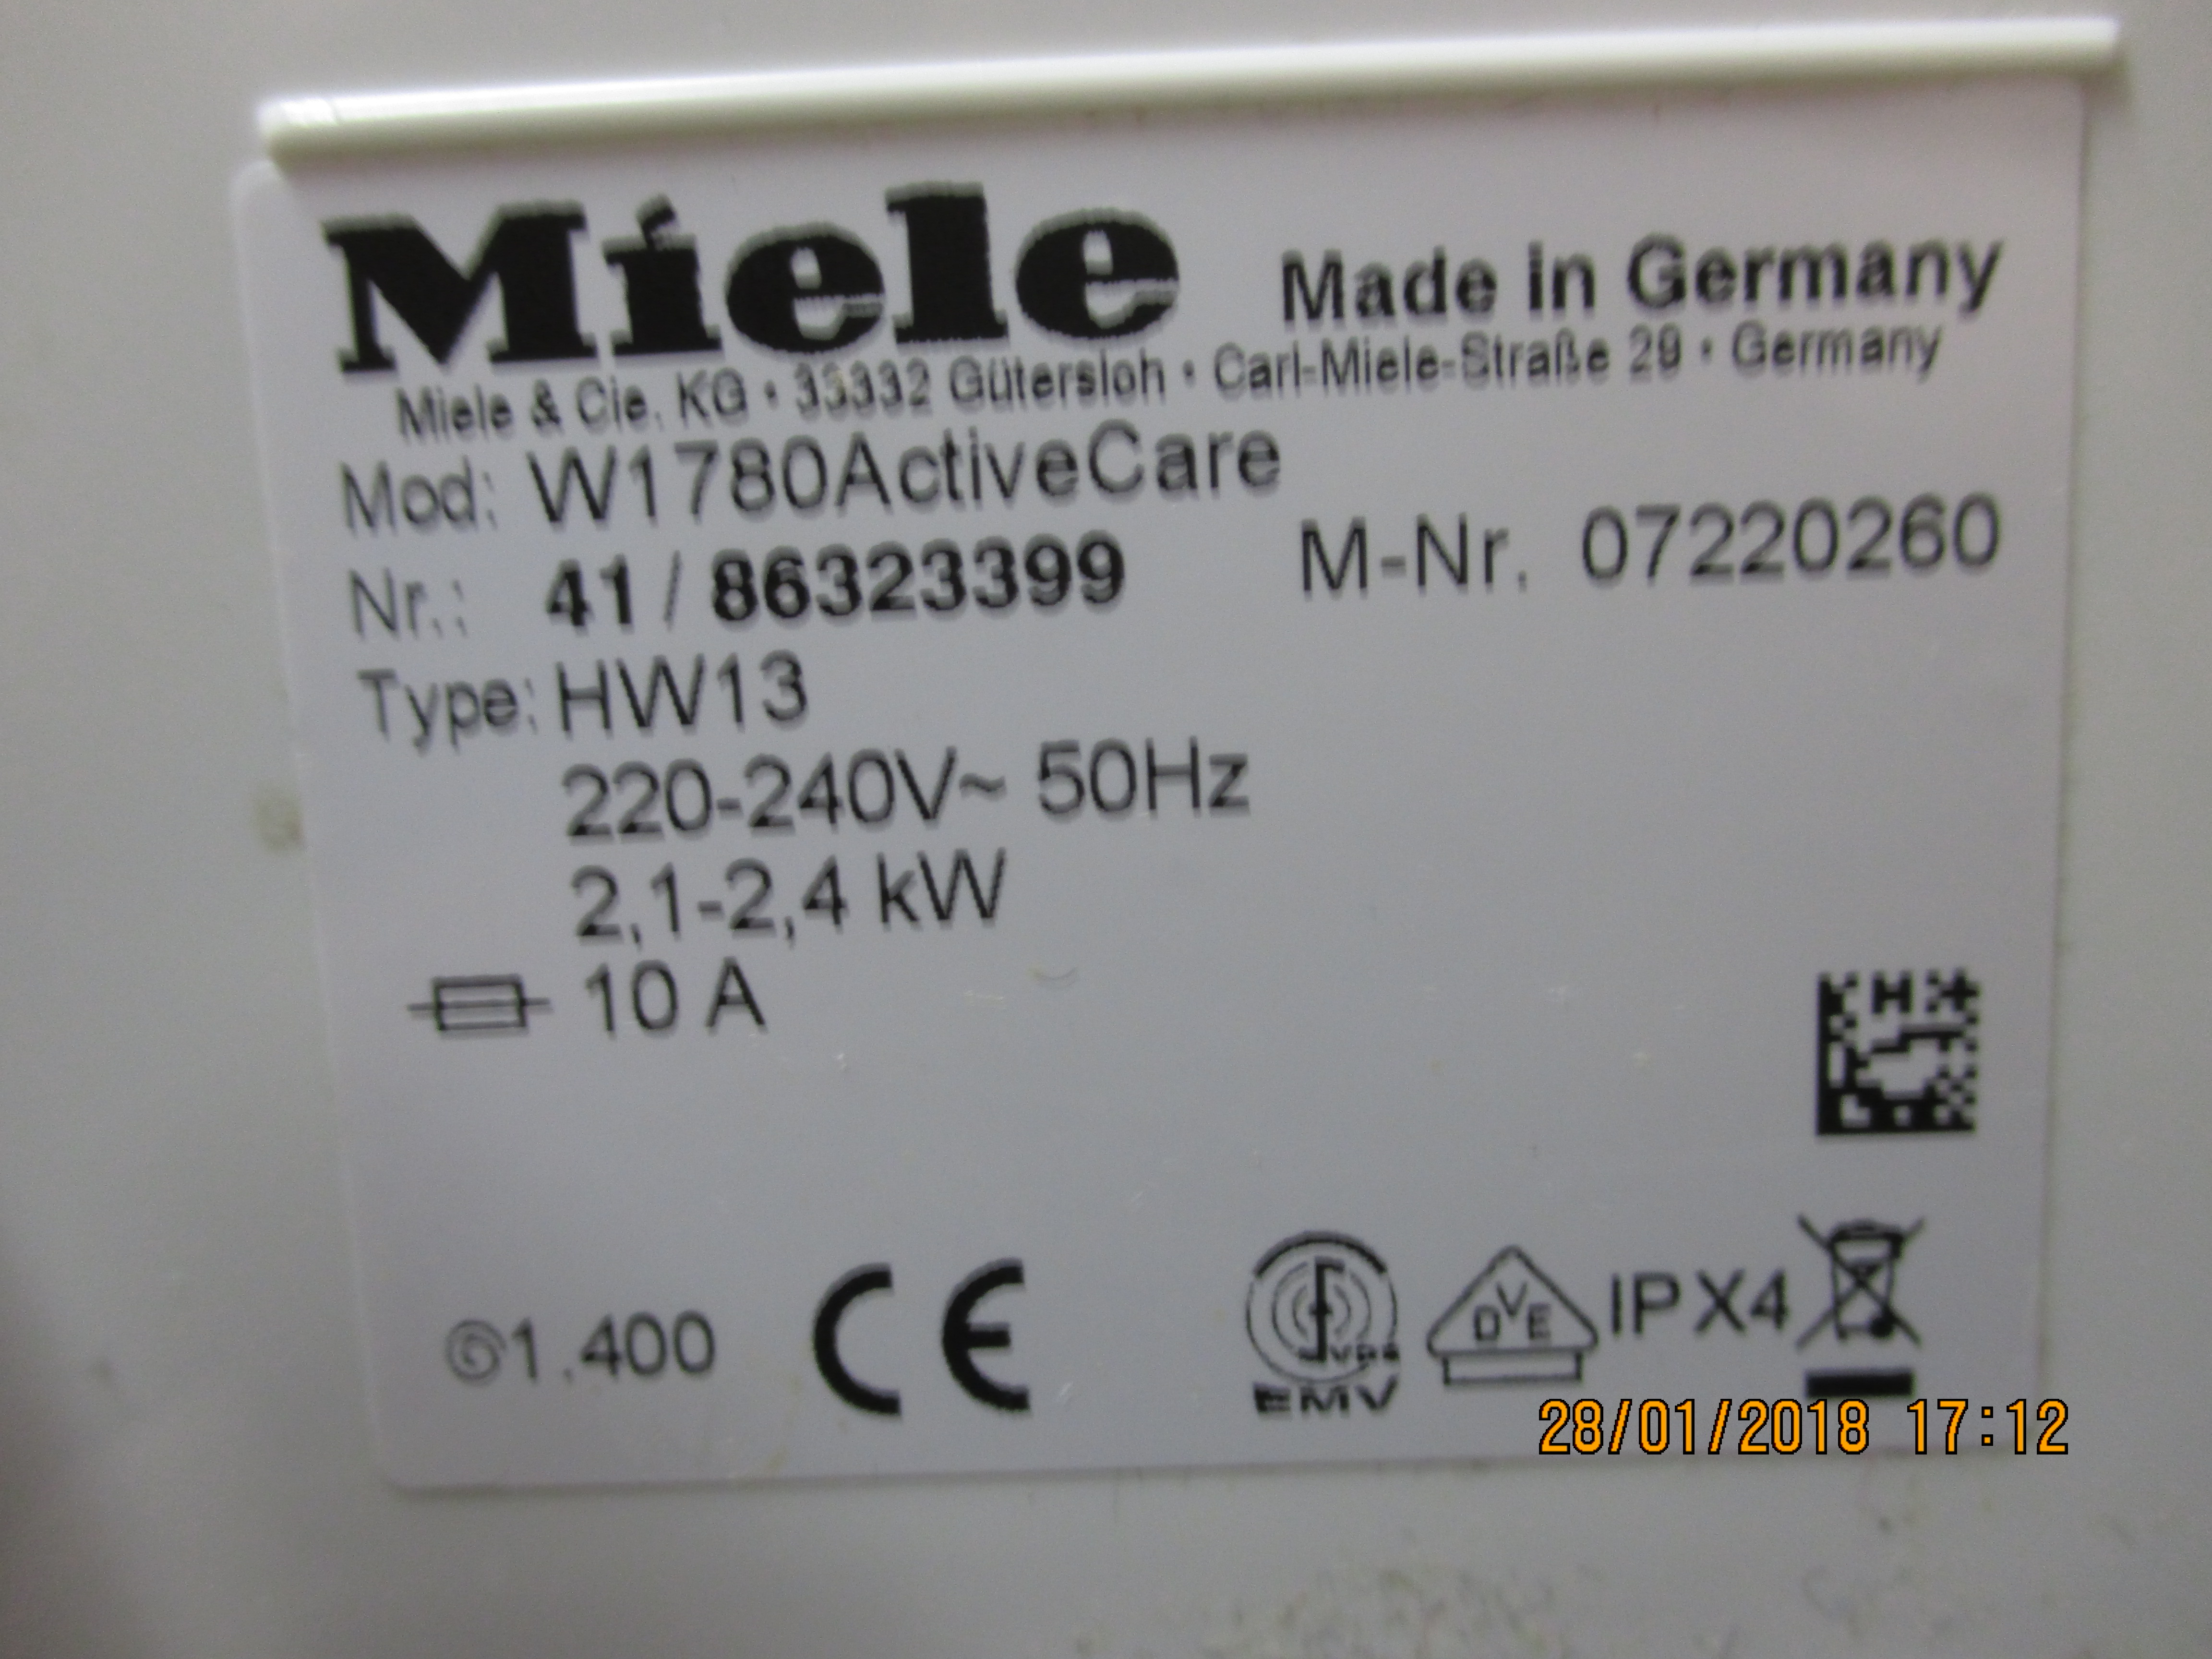 Miele Made in Germany
Miele & Cie. KG · 33332 Gütersloh · Carl-Miele-Straße 29 · Germany
Mod: W1780ActiveCare
Nr.: 41 / 86323399 M-Nr. 07220260
Type: HW13
220-240V~ 50Hz
2,1-2,4 kW
10 A
1.400 CE VDE EMV DVE IPX4
28/01/2018 17:12